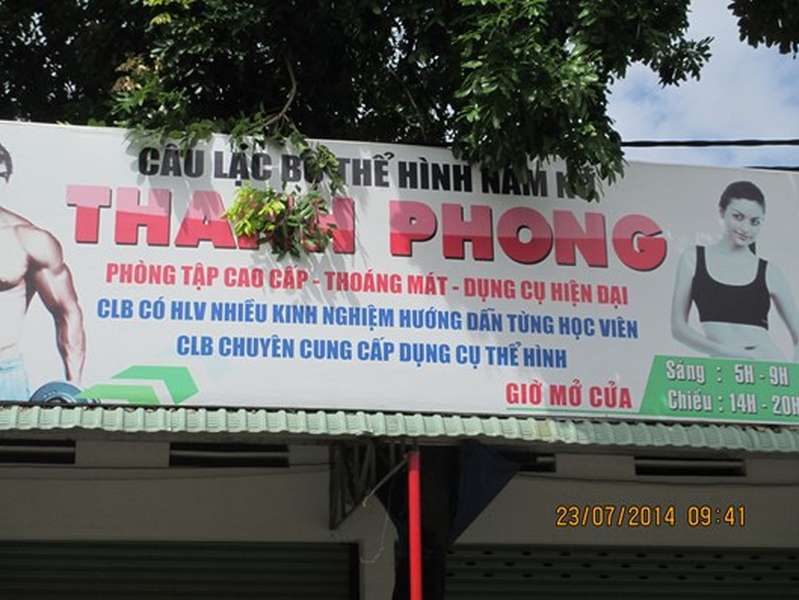 CÂU LẠC BỘ THỂ HÌNH NAM NỮ
THANH PHONG
PHÒNG TẬP CAO CẤP - THOÁNG MÁT - DỤNG CỤ HIỆN ĐẠI
CLB CÓ HLV NHIỀU KINH NGHIỆM HƯỚNG DẪN TỪNG HỌC VIÊN
CLB CHUYÊN CUNG CẤP DỤNG CỤ THỂ HÌNH
GIỜ MỞ CỬA
Sáng : 5H - 9H
Chiều : 14H - 20H
23/07/2014 09:41